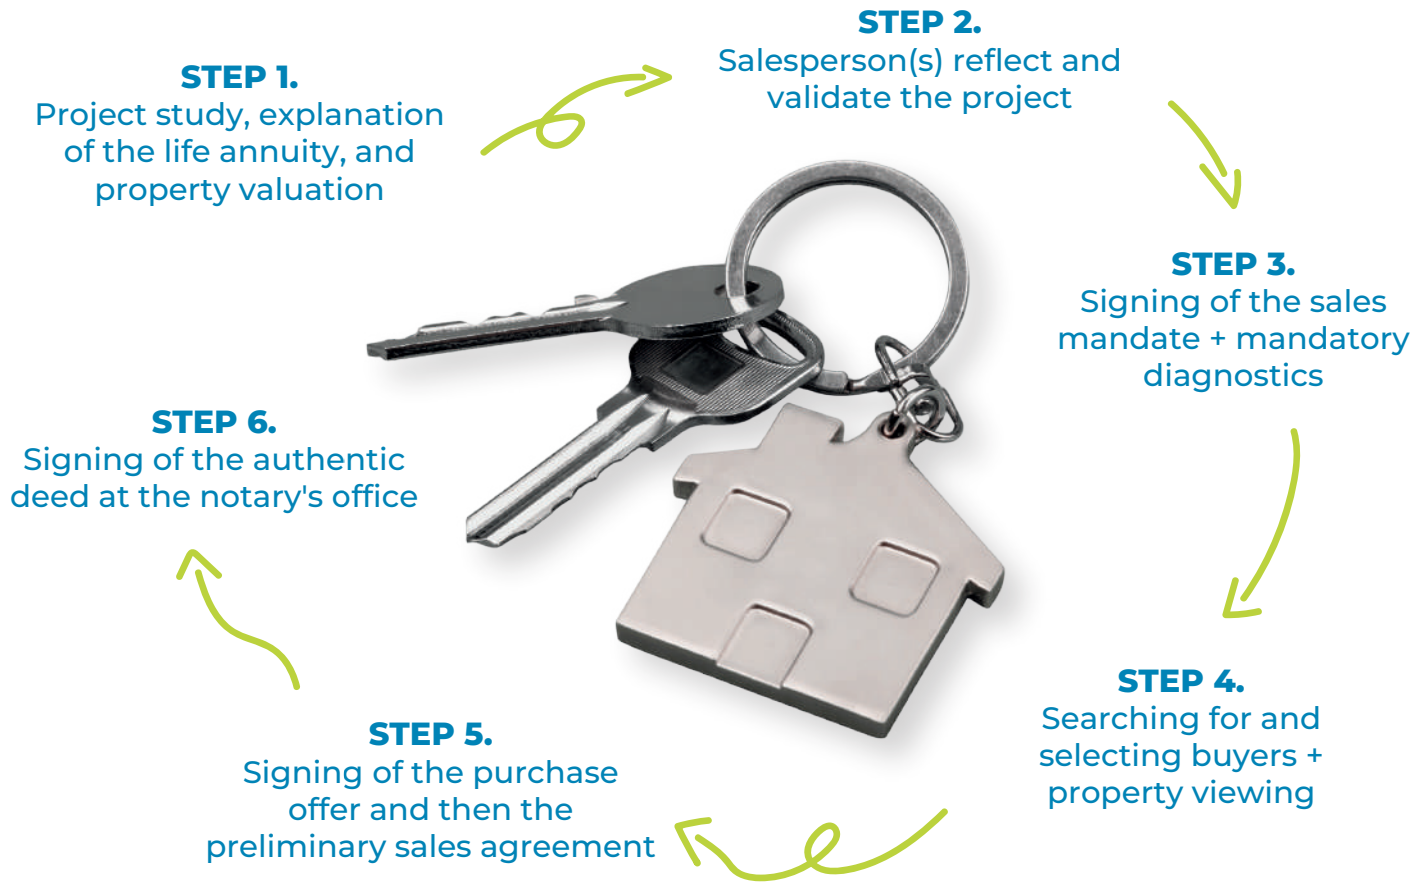 STEP 1.
Project study, explanation
of the life annuity, and
property valuation
STEP 2.
Salesperson(s) reflect and
validate the project
STEP 3.
Signing of the sales
mandate + mandatory
diagnostics
STEP 4.
Searching for and
selecting buyers +
property viewing
STEP 5.
Signing of the purchase
offer and then the
preliminary sales agreement
STEP 6.
Signing of the authentic
deed at the notary's office